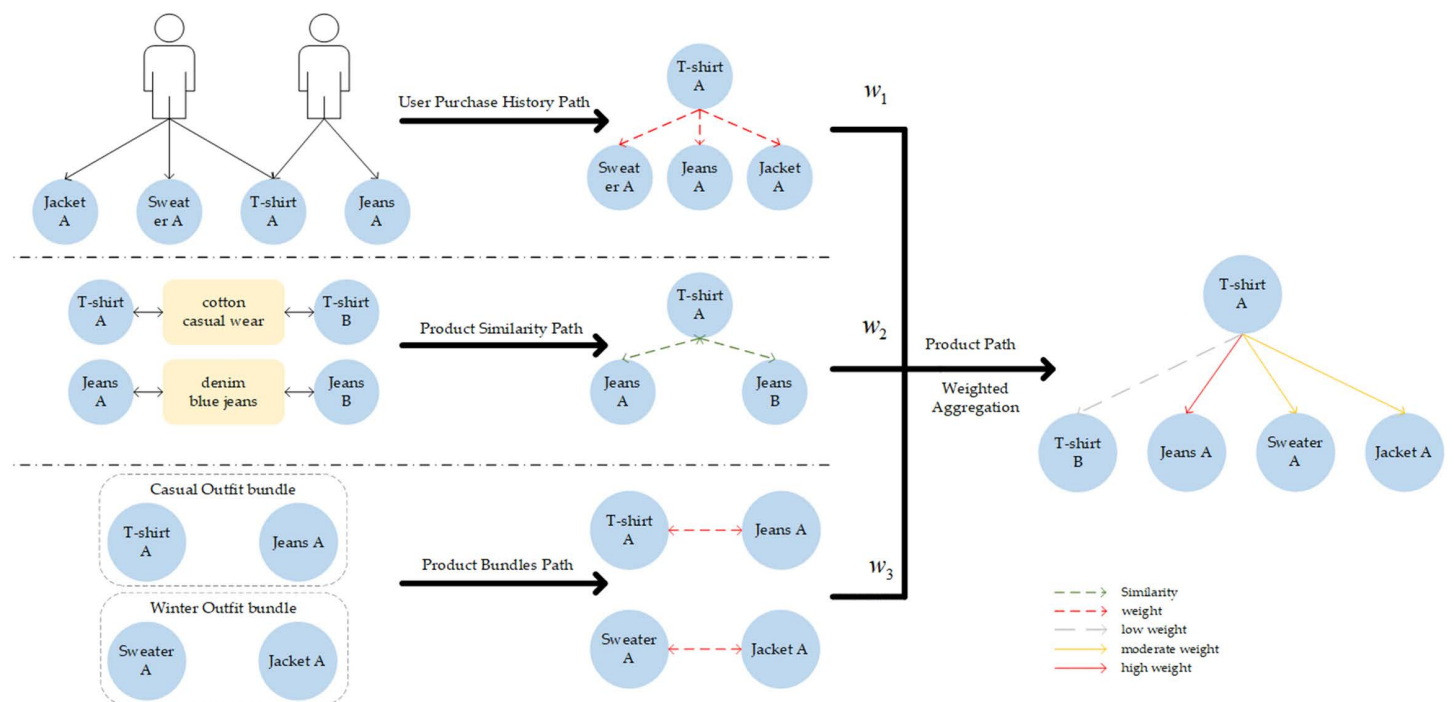 T-shirt
A
User Purchase History Path
w1
Sweat
er A
Jeans
A
Jacket
A
Jacket
A
Sweat
er A
T-shirt
A
Jeans
A
T-shirt
A
cotton
casual wear
T-shirt
B
Jeans
A
denim
blue jeans
Jeans
B
Product Similarity Path
T-shirt
A
Jeans
A
Jeans
B
w2
Product Path
Weighted
Aggregation
T-shirt
A
T-shirt
B
Jeans A
Sweater
A
Jacket A
Casual Outfit bundle
T-shirt
A
Jeans A
Winter Outfit bundle
Sweater
A
Jacket A
Product Bundles Path
T-shirt
A
Jeans A
Sweater
A
Jacket A
w3
Similarity
weight
low weight
moderate weight
high weight